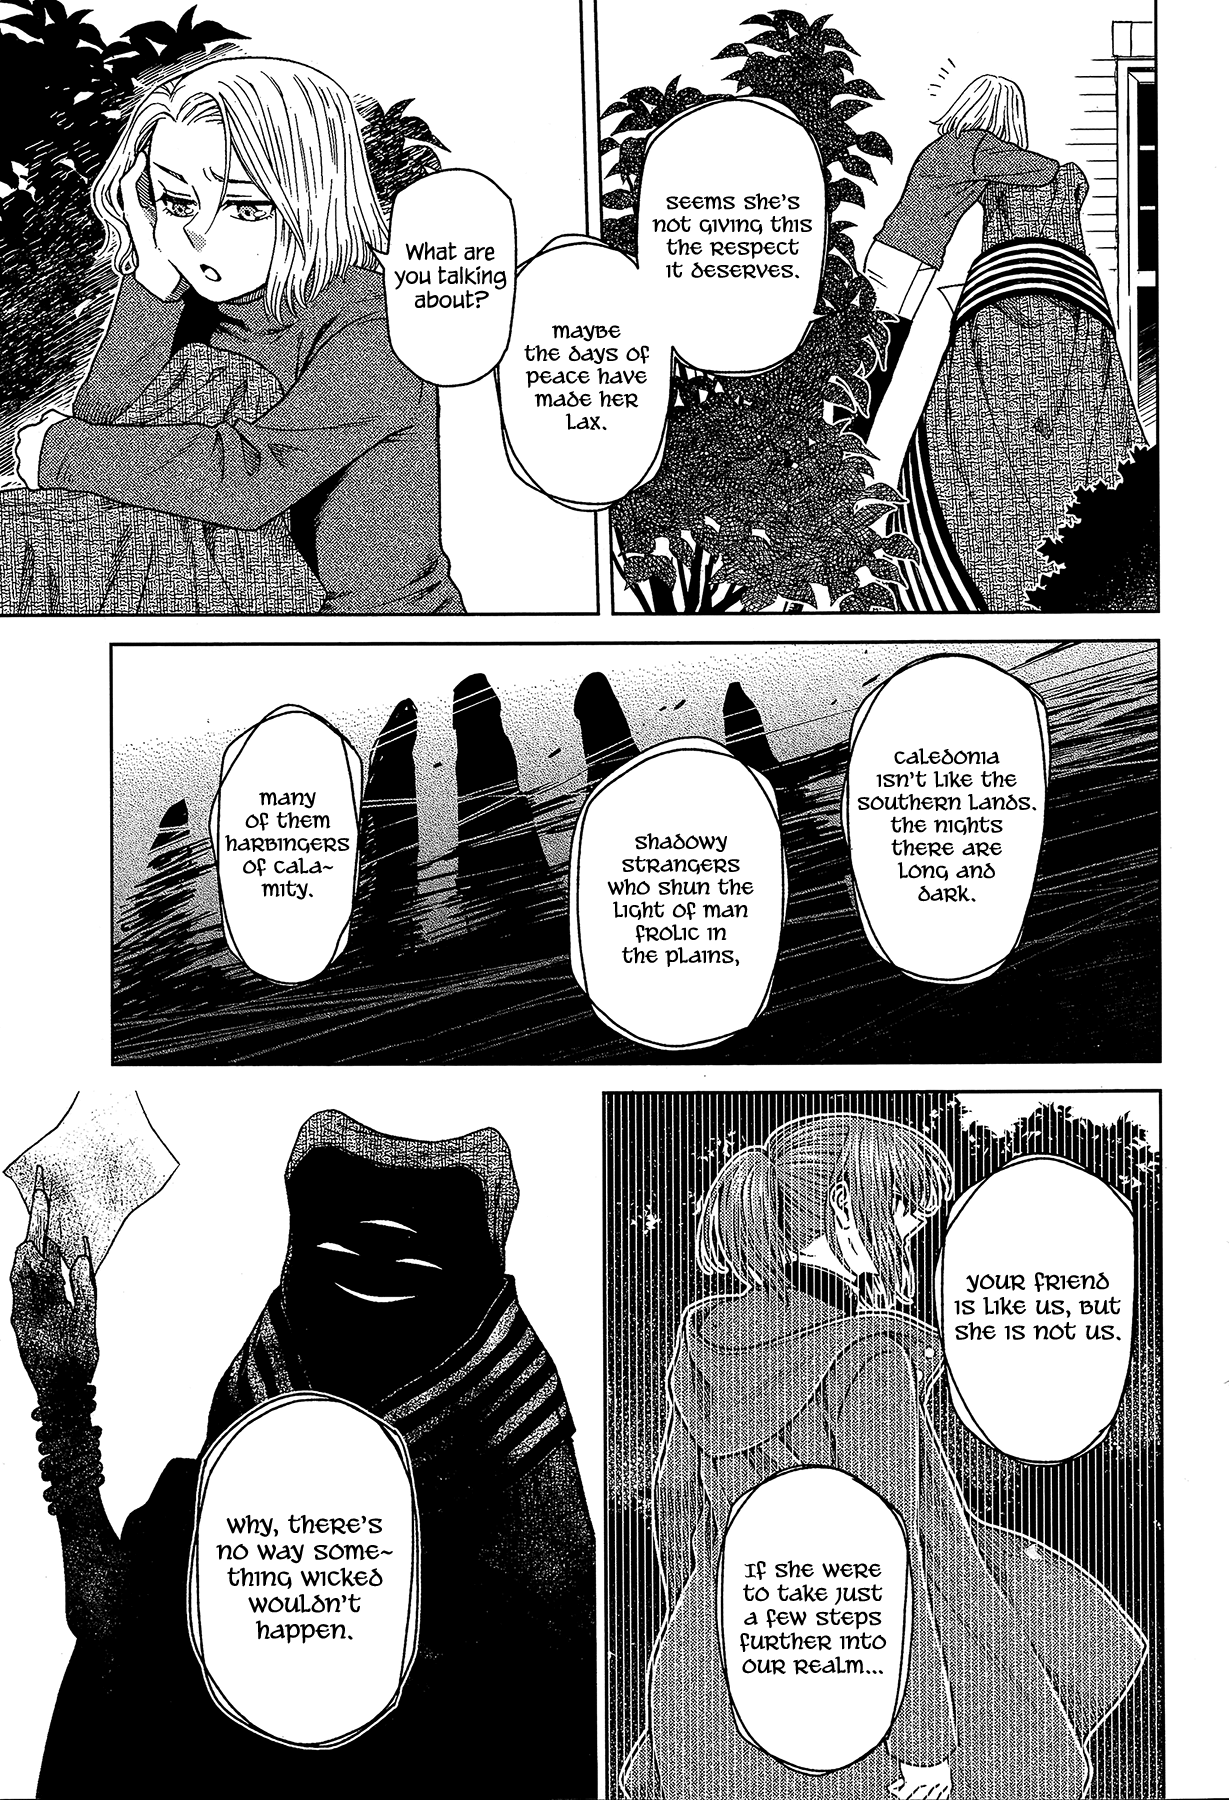 SEEMS SHE'S
NOT GIVING THIS
THE RESPECT
IT DESERVES.
MAYBE
THE DAYS OF
PEACE HAVE
MADE HER
LAX.
What are
you talking
about?
CALEDONIA
ISN'T LIKE THE
SOUTHERN LANDS.
THE NIGHTS
THERE ARE
LONG AND
DARK.
SHADOWY
STRANGERS
WHO SHUN THE
LIGHT OF MAN
FROLIC IN
THE PLAINS,
MANY
OF THEM
HARBINGERS
OF CALA~
MITY.
YOUR FRIEND
IS LIKE US, BUT
SHE IS NOT US.
IF SHE WERE
TO TAKE JUST
A FEW STEPS
FURTHER INTO
OUR REALM...
WHY, THERE'S
NO WAY SOME~
THING WICKED
WOULDN'T
HAPPEN.